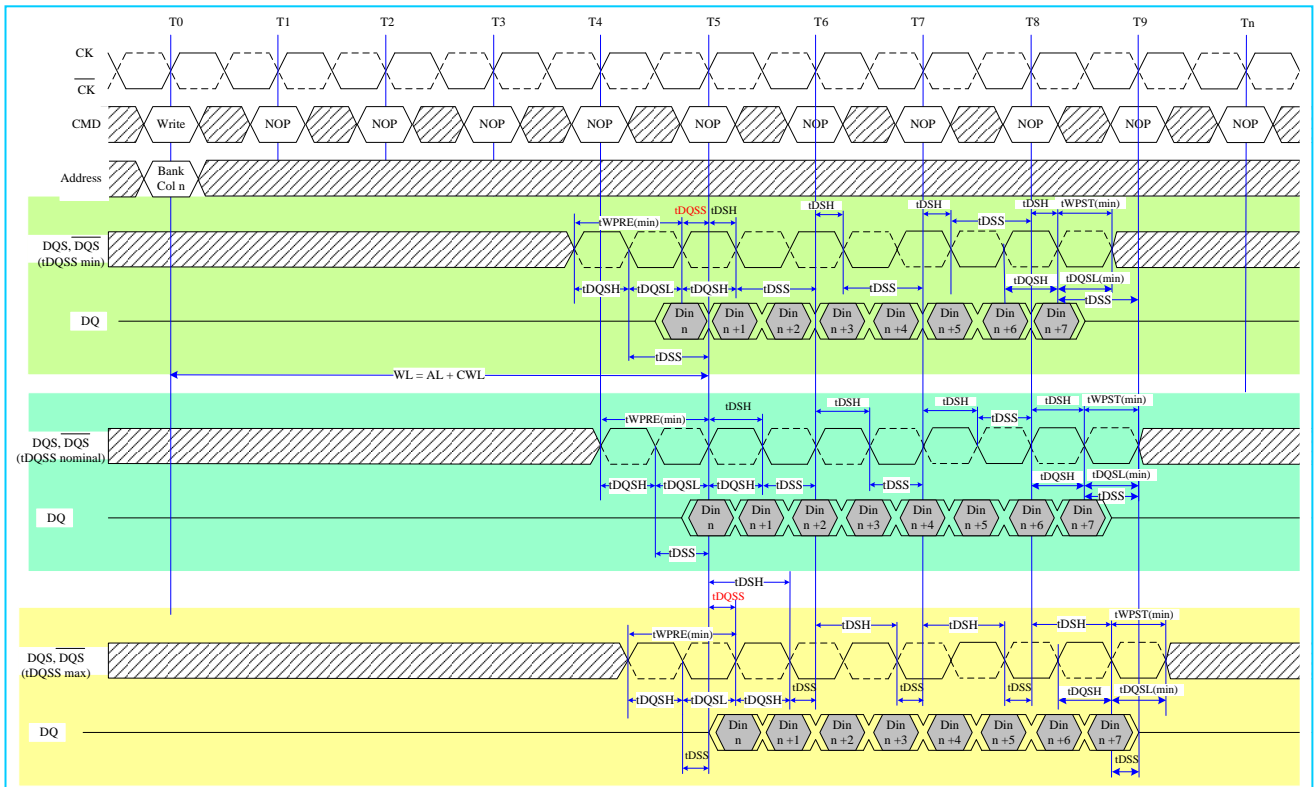 T0 T1 T2 T3 T4 T5 T6 T7 T8 T9 Tn
CK
CK
CMD Write NOP NOP NOP NOP NOP NOP NOP NOP NOP NOP
Address Bank
Col n
tDQSS tDSH tDSH tDSH tDSH tWPST(min)
tWPRE(min) tDSS
DQS, DQS
(tDQSS min)
tDQSH tDQSL tDQSH tDSS tDSS tDQSH tDQSL(min)
tDSS
DQ Din
n Din
n +1 Din
n +2 Din
n +3 Din
n +4 Din
n +5 Din
n +6 Din
n +7
tDSS
WL = AL + CWL
tWPRE(min) tDSH tDSH tDSH tDSS tDSH tWPST(min)
DQS, DQS
(tDQSS nominal)
tDQSH tDQSL tDQSH tDSS tDSS tDQSH tDQSL(min)
tDSS
DQ Din
n Din
n +1 Din
n +2 Din
n +3 Din
n +4 Din
n +5 Din
n +6 Din
n +7
tDSS
tDSH
tDQSS
tWPRE(min) tDSH tDSH tDSH tWPST(min)
DQS, DQS
(tDQSS max)
tDQSH tDQSL tDQSH tDSS tDSS tDSS tDQSH tDQSL(min)
DQ Din
n Din
n +1 Din
n +2 Din
n +3 Din
n +4 Din
n +5 Din
n +6 Din
n +7
tDSS tDSS